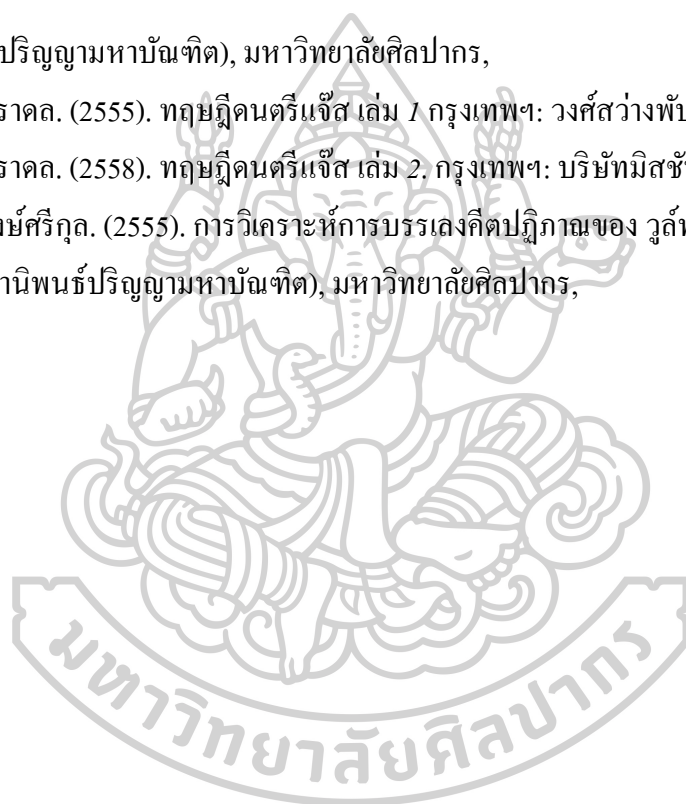 ปริญญามหาบัณฑิต), มหาวิทยาลัยศิลปากร,
ราดล. (2555). ทฤษฎีดนตรีแจ๊ส เล่ม 1 กรุงเทพฯ: วงศ์สว่างพับ
ราดล. (2558). ทฤษฎีดนตรีแจ๊ส เล่ม 2. กรุงเทพฯ: บริษัทมิสชั
งษ์ศรีกุล. (2555). การวิเคราะห์การบรรเลงคีตปฏิภาณของ วูล์
านิพนธ์ปริญญามหาบัณฑิต), มหาวิทยาลัยศิลปากร,
มหาวิทยาลัยศิลปากร